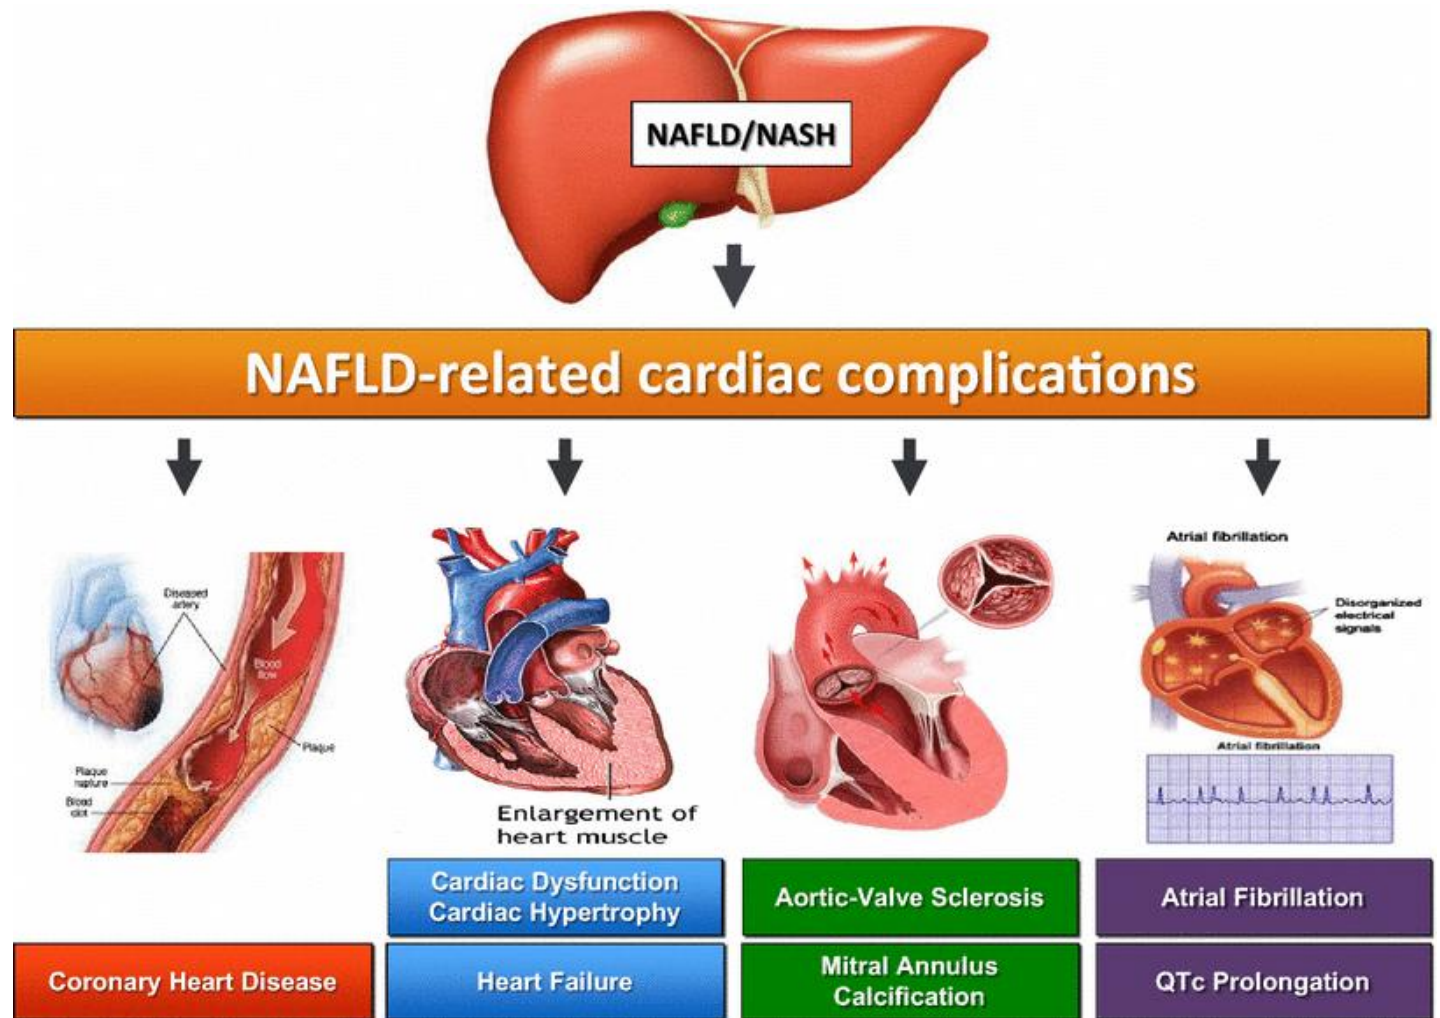 NAFLD/NASH
NAFLD-related cardiac complications
Diseased
artery
Blood
flow
Plaque
Plaque
rupture
Blood
clot
Enlargement of
heart muscle
Atrial fibrillation
Disorganized
electrical
signals
Atrial fibrillation
Coronary Heart Disease
Cardiac Dysfunction
Cardiac Hypertrophy
Heart Failure
Aortic-Valve Sclerosis
Mitral Annulus
Calcification
Atrial Fibrillation
QTc Prolongation